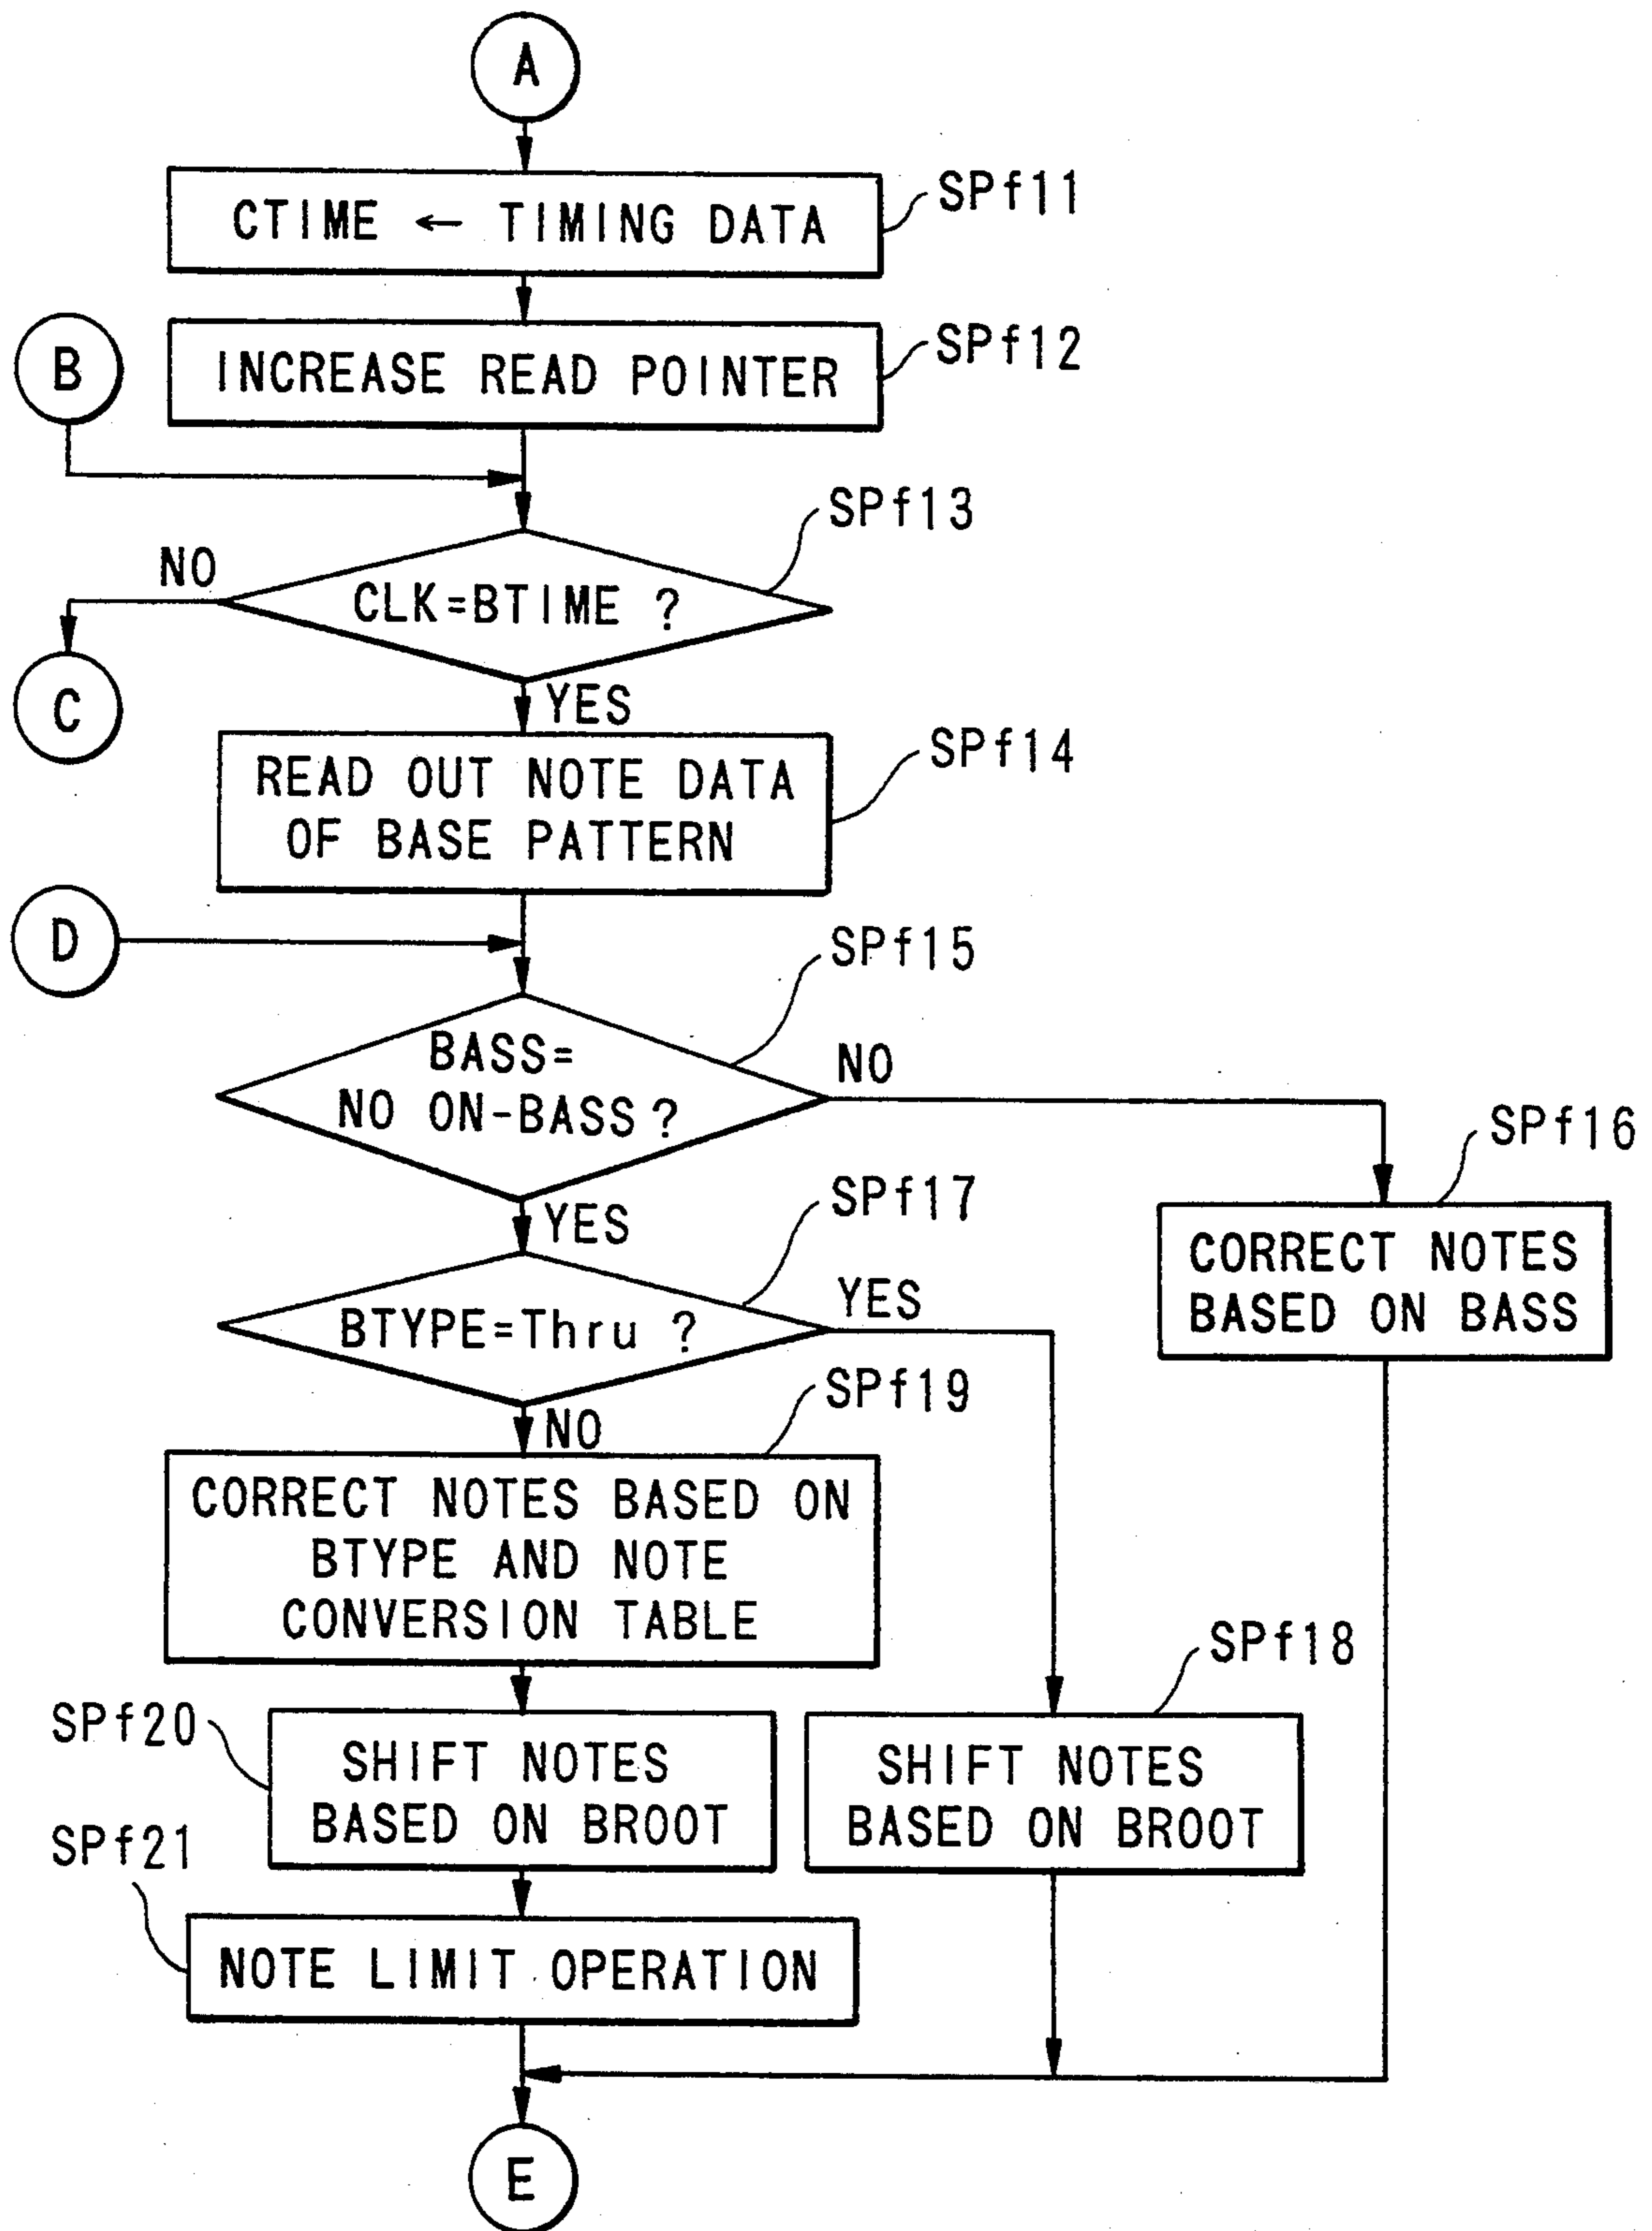 A
CTIME ← TIMING DATA
SPf11
B
INCREASE READ POINTER
SPf12
SPf13
NO
CLK=BTIME ?
C
YES
READ OUT NOTE DATA
OF BASE PATTERN
SPf14
D
SPf15
BASS=
NO ON-BASS?
NO
SPf16
YES
SPf17
CORRECT NOTES
BASED ON BASS
BTYPE=Thru ?
YES
SPf19
NO
CORRECT NOTES BASED ON
BTYPE AND NOTE
CONVERSION TABLE
SPf18
SPf20
SHIFT NOTES
BASED ON BROOT
SHIFT NOTES
BASED ON BROOT
SPf21
NOTE LIMIT OPERATION
E